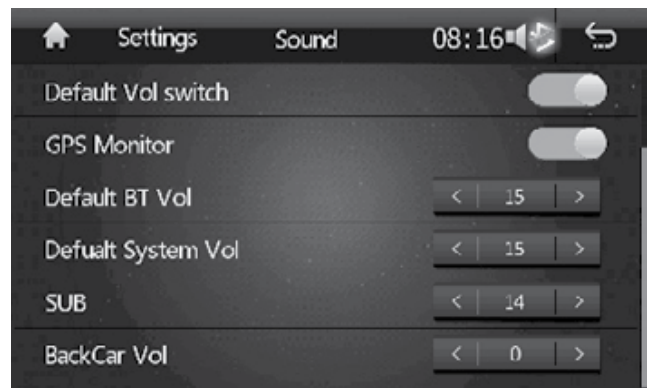 Settings Sound 08:16
Default Vol switch
GPS Monitor
Default BT Vol < 15 >
Defualt System Vol < 15 >
SUB < 14 >
BackCar Vol < 0 >